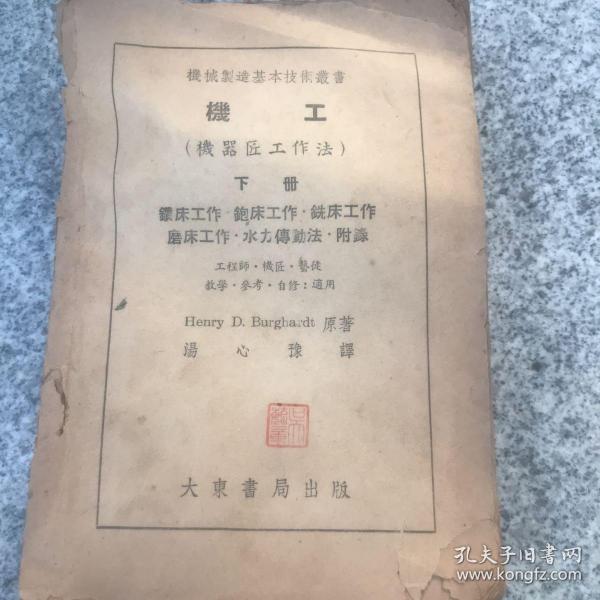 機械製造基本技術叢書
機工
(機器匠工作法)
下冊
鑽床工作·鉋床工作·銑床工作
磨床工作·水力傳動法·附錄
工程師·機匠·藝徒
教學·參考·自修:適用
Henry D. Burghardt 原著
湯心豫譯
大東書局出版
孔夫子旧书网
www.kongfz.com